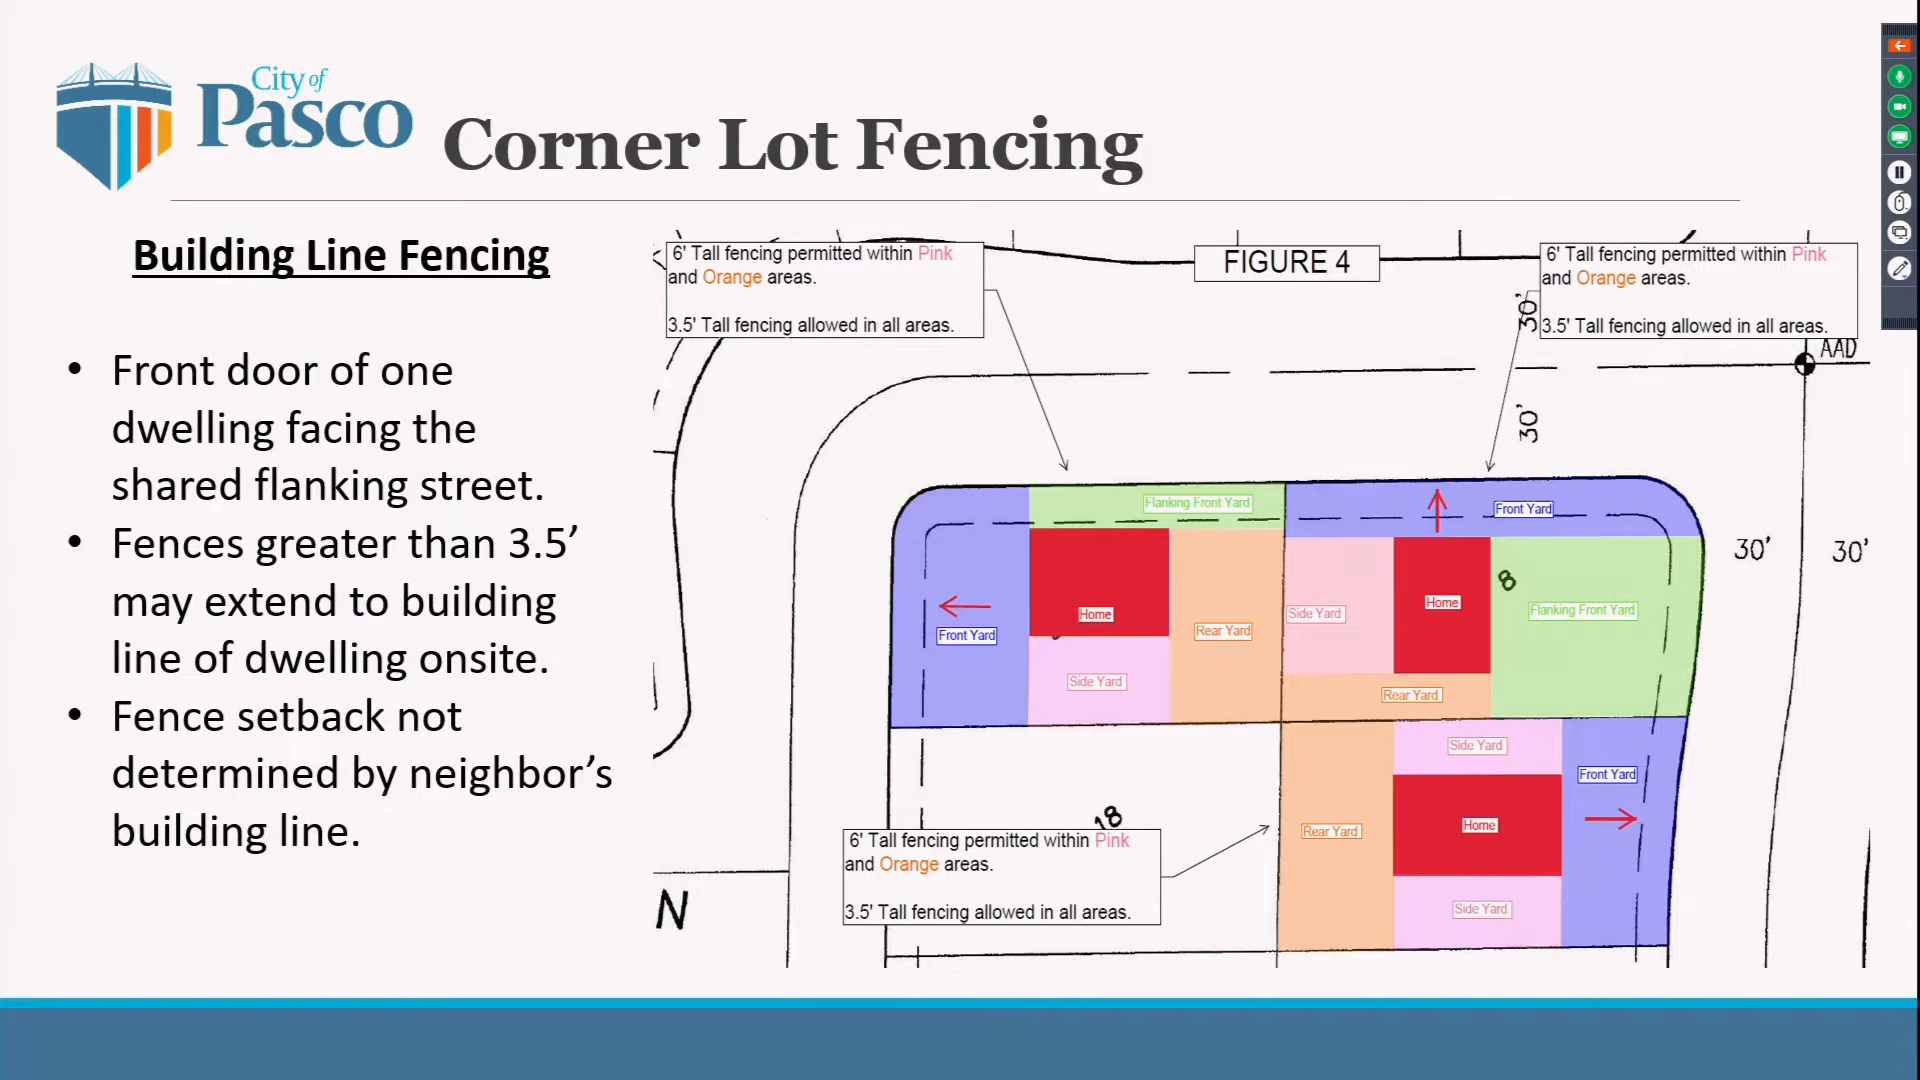 City of
Pasco
Corner Lot Fencing
Building Line Fencing
• Front door of one
dwelling facing the
shared flanking street.
• Fences greater than 3.5’
may extend to building
line of dwelling onsite.
• Fence setback not
determined by neighbor’s
building line.
6' Tall fencing permitted within Pink
and Orange areas.
3.5' Tall fencing allowed in all areas.
FIGURE 4
6' Tall fencing permitted within Pink
and Orange areas.
3.5' Tall fencing allowed in all areas.
30'
AAD
30'
Flanking Front Yard
Front Yard
30'
30'
8
Home
Side Yard
Home
Flanking Front Yard
Front Yard
Rear Yard
Side Yard
Rear Yard
Side Yard
Front Yard
18
Home
Rear Yard
6' Tall fencing permitted within Pink
and Orange areas.
3.5' Tall fencing allowed in all areas.
Side Yard
N